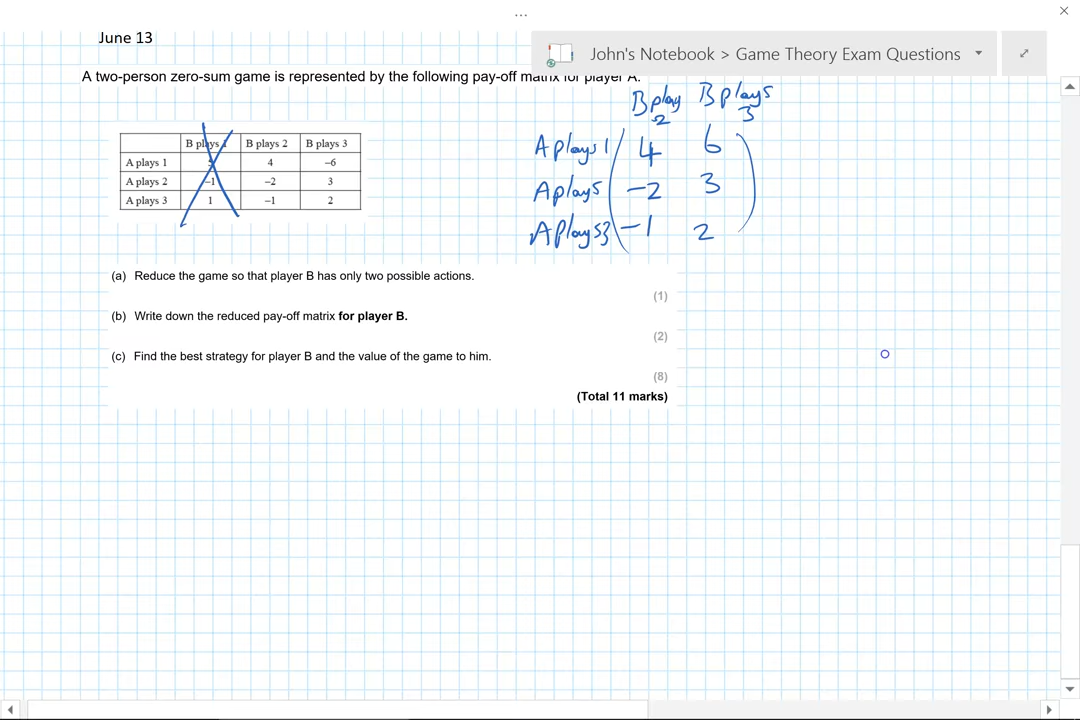 June 13
John's Notebook > Game Theory Exam Questions
A two-person zero-sum game is represented by the following pay-off matrix for player A.
B play 2 B plays 3
B plays B plays 2 B plays 3
A plays 1 4 -6
A plays 2 -1 -2 3
A plays 3 1 -1 2
A plays 1 4 6
A plays -2 3
A plays 3 -1 2
(a) Reduce the game so that player B has only two possible actions.
(1)
(b) Write down the reduced pay-off matrix for player B.
(2)
(c) Find the best strategy for player B and the value of the game to him.
(8)
(Total 11 marks)